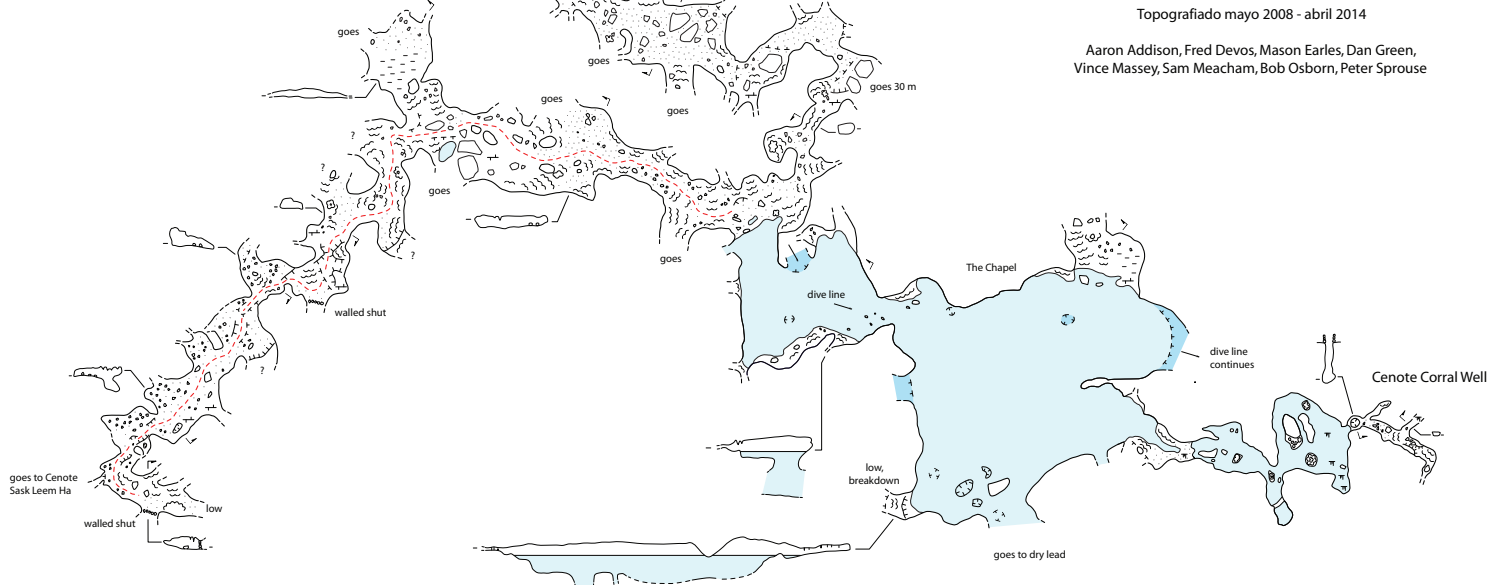 Topografiado mayo 2008 - abril 2014
Aaron Addison, Fred Devos, Mason Earles, Dan Green,
Vince Massey, Sam Meacham, Bob Osborn, Peter Sprouse
goes
goes
goes 30 m
goes
goes
?
?
goes
?
goes
The Chapel
dive line
walled shut
dive line
continues
?
Cenote Corral Well
low,
breakdown
goes to Cenote
Sask Leem Ha
low
walled shut
goes to dry lead